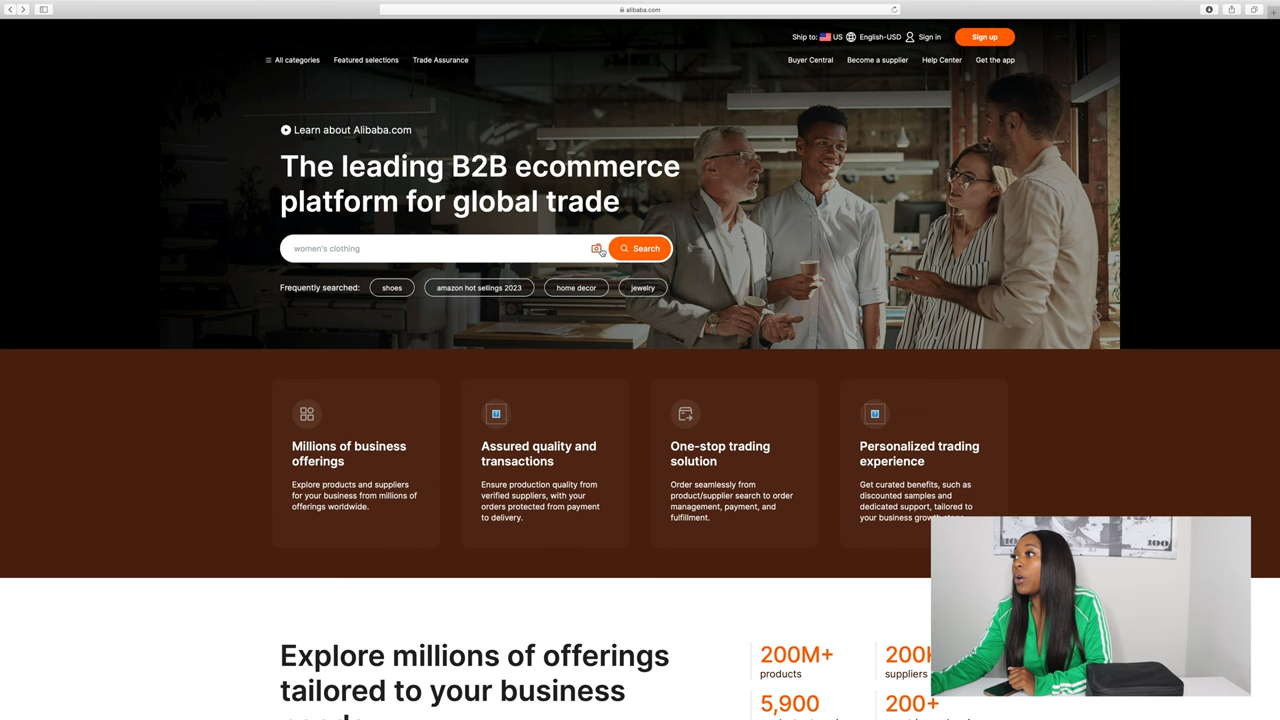 alibaba.com
Ship to: US English-USD Sign in Sign up
All categories Featured selections Trade Assurance Buyer Central Become a supplier Help Center Get the app
Learn about Alibaba.com
The leading B2B ecommerce
platform for global trade
women's clothing
Search
Frequently searched: shoes amazon hot sellings 2023 home decor jewelry
Millions of business
offerings
Explore products and suppliers
for your business from millions of
offerings worldwide.
Assured quality and
transactions
Ensure production quality from
verified suppliers, with your
orders protected from payment
to delivery.
One-stop trading
solution
Order seamlessly from
product/supplier search to order
management, payment, and
fulfillment.
Personalized trading
experience
Get curated benefits, such as
discounted samples and
dedicated support, tailored to
your business growth
Explore millions of offerings
tailored to your business
200M+
products
suppliers
5,900
200+
100